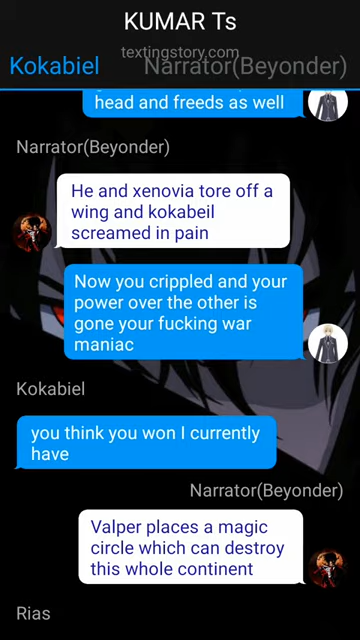 KUMAR Ts
textingstory.com
Kokabiel Narrator(Beyonder)
head and freeds as well
Narrator(Beyonder)
He and xenovia tore off a
wing and kokabeil
screamed in pain
Now you crippled and your
power over the other is
gone your fucking war
maniac
Kokabiel
you think you won I currently
have
Narrator(Beyonder)
Valper places a magic
circle which can destroy
this whole continent
Rias